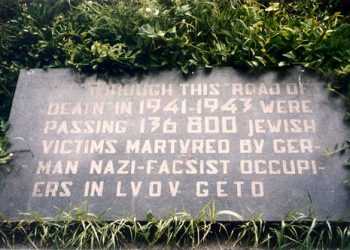 THROUGH THIS "ROAD OF
DEATH" IN 1941-1943 WERE
PASSING 136 800 JEWISH
VICTIMS MARTYRED BY GER-
MAN NAZI-FACSIST OCCUPI-
ERS IN LVOV GETO